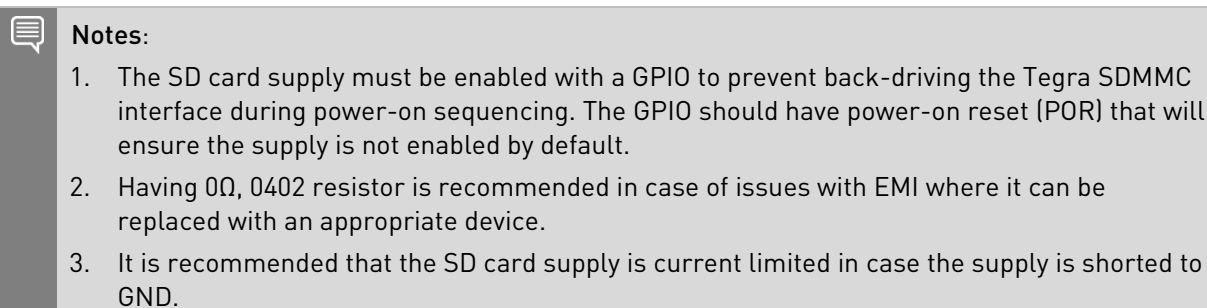 Notes:
1. The SD card supply must be enabled with a GPIO to prevent back-driving the Tegra SDMMC
interface during power-on sequencing. The GPIO should have power-on reset (POR) that will
ensure the supply is not enabled by default.
2. Having 0Ω, 0402 resistor is recommended in case of issues with EMI where it can be
replaced with an appropriate device.
3. It is recommended that the SD card supply is current limited in case the supply is shorted to
GND.